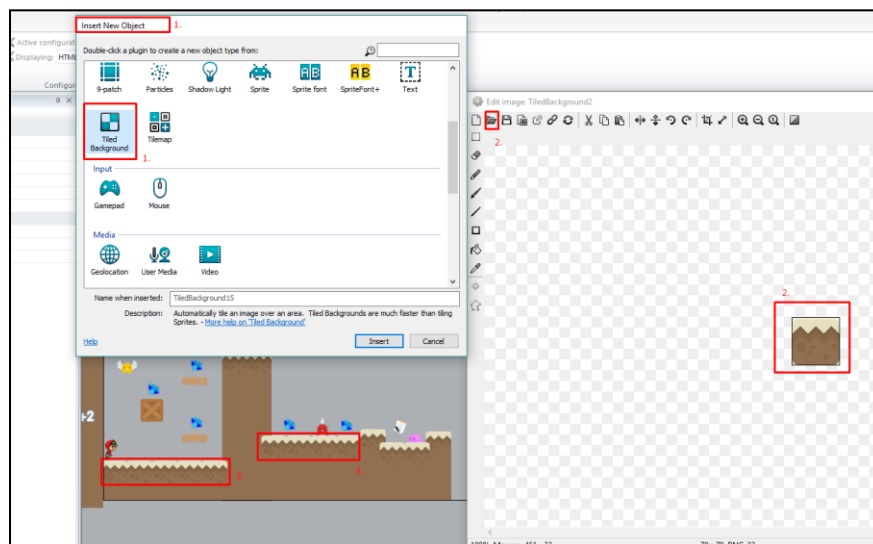 Insert New Object
1.
Active configurat
Displaying: HTM
Configur
Double-click a plugin to create a new object type from:
9-patch
Particles
Shadow Light
Sprite
Sprite font
SpriteFont+
Text
Tiled Background
Tilemap
1.
Input
Gamepad
Mouse
Media
Geolocation
User Media
Video
Name when inserted:
TiledBackground15
Description:
Automatically tile an image over an area. Tiled Backgrounds are much faster than tiling
Sprites. - More help on 'Tiled Background'
Help
Insert
Cancel
Edit image: TiledBackground2
2.
2.
+2
3.